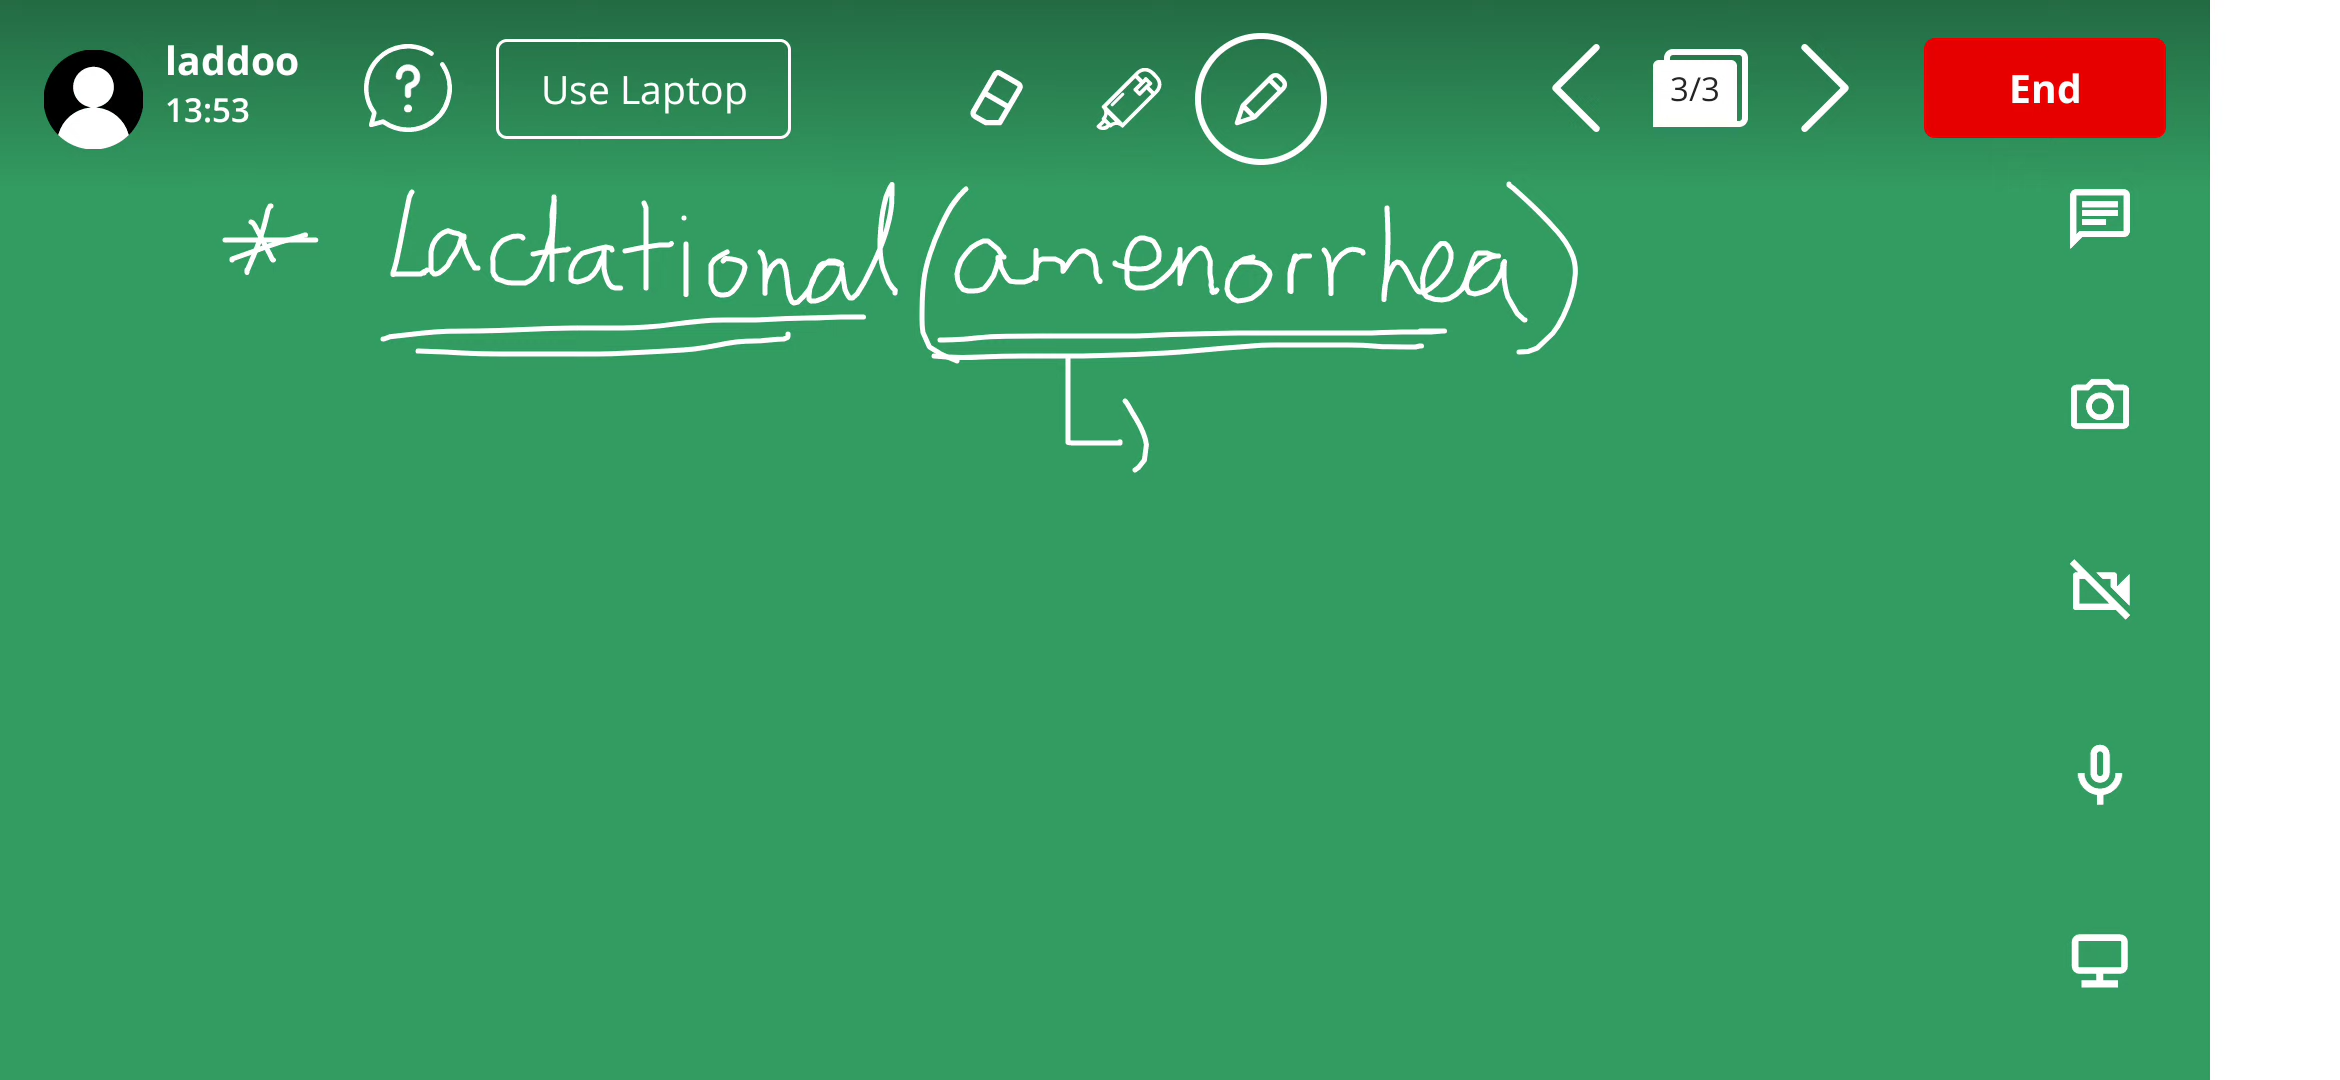 laddoo
13:53
Use Laptop
3/3
End
* Lactational (amenorrhea)